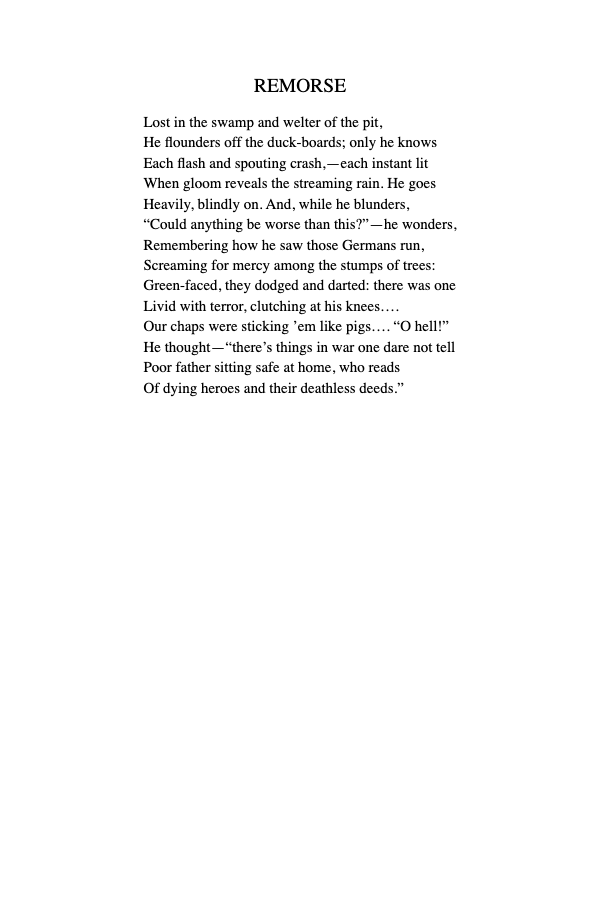 REMORSE
Lost in the swamp and welter of the pit,
He flounders off the duck-boards; only he knows
Each flash and spouting crash,—each instant lit
When gloom reveals the streaming rain. He goes
Heavily, blindly on. And, while he blunders,
“Could anything be worse than this?”—he wonders,
Remembering how he saw those Germans run,
Screaming for mercy among the stumps of trees:
Green-faced, they dodged and darted: there was one
Livid with terror, clutching at his knees....
Our chaps were sticking ’em like pigs.... “O hell!”
He thought—“there’s things in war one dare not tell
Poor father sitting safe at home, who reads
Of dying heroes and their deathless deeds.”